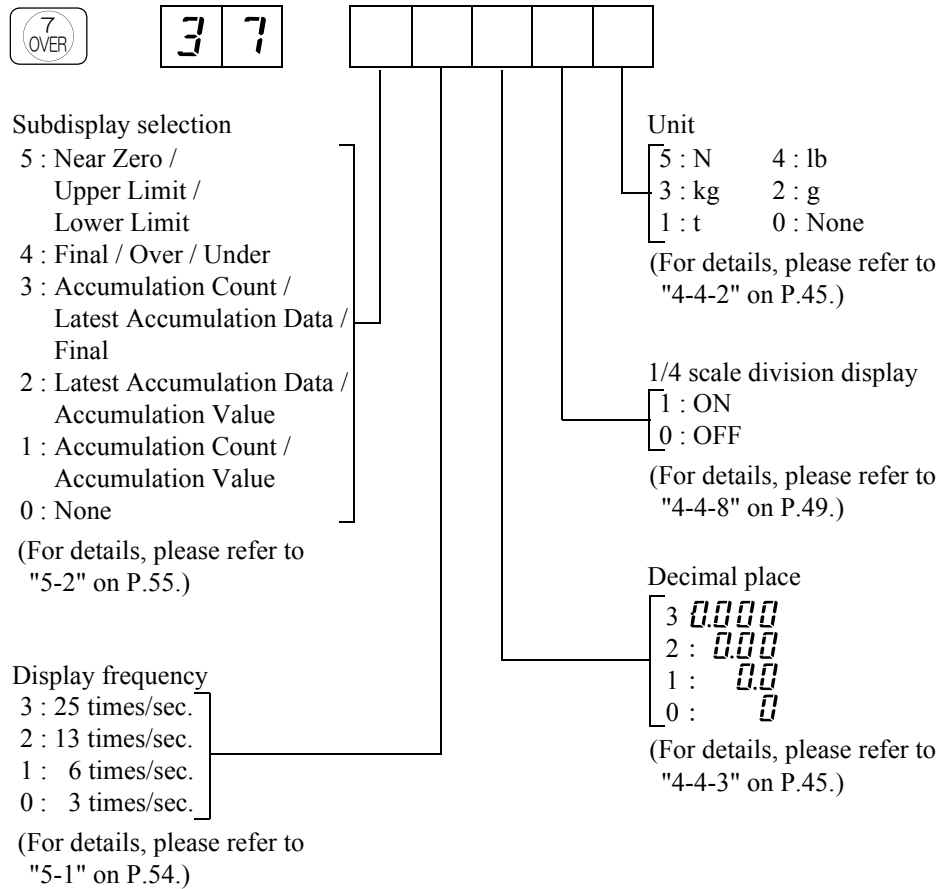 7
OVER
3 7
Subdisplay selection
5 : Near Zero /
Upper Limit /
Lower Limit
4 : Final / Over / Under
3 : Accumulation Count /
Latest Accumulation Data /
Final
2 : Latest Accumulation Data /
Accumulation Value
1 : Accumulation Count /
Accumulation Value
0 : None
(For details, please refer to
"5-2" on P.55.)
Display frequency
3 : 25 times/sec.
2 : 13 times/sec.
1 : 6 times/sec.
0 : 3 times/sec.
(For details, please refer to
"5-1" on P.54.)
Unit
5 : N 4 : lb
3 : kg 2 : g
1 : t 0 : None
(For details, please refer to
"4-4-2" on P.45.)
1/4 scale division display
1 : ON
0 : OFF
(For details, please refer to
"4-4-8" on P.49.)
Decimal place
3 0.000
2 : 0.00
1 : 0.0
0 : 0
(For details, please refer to
"4-4-3" on P.45.)